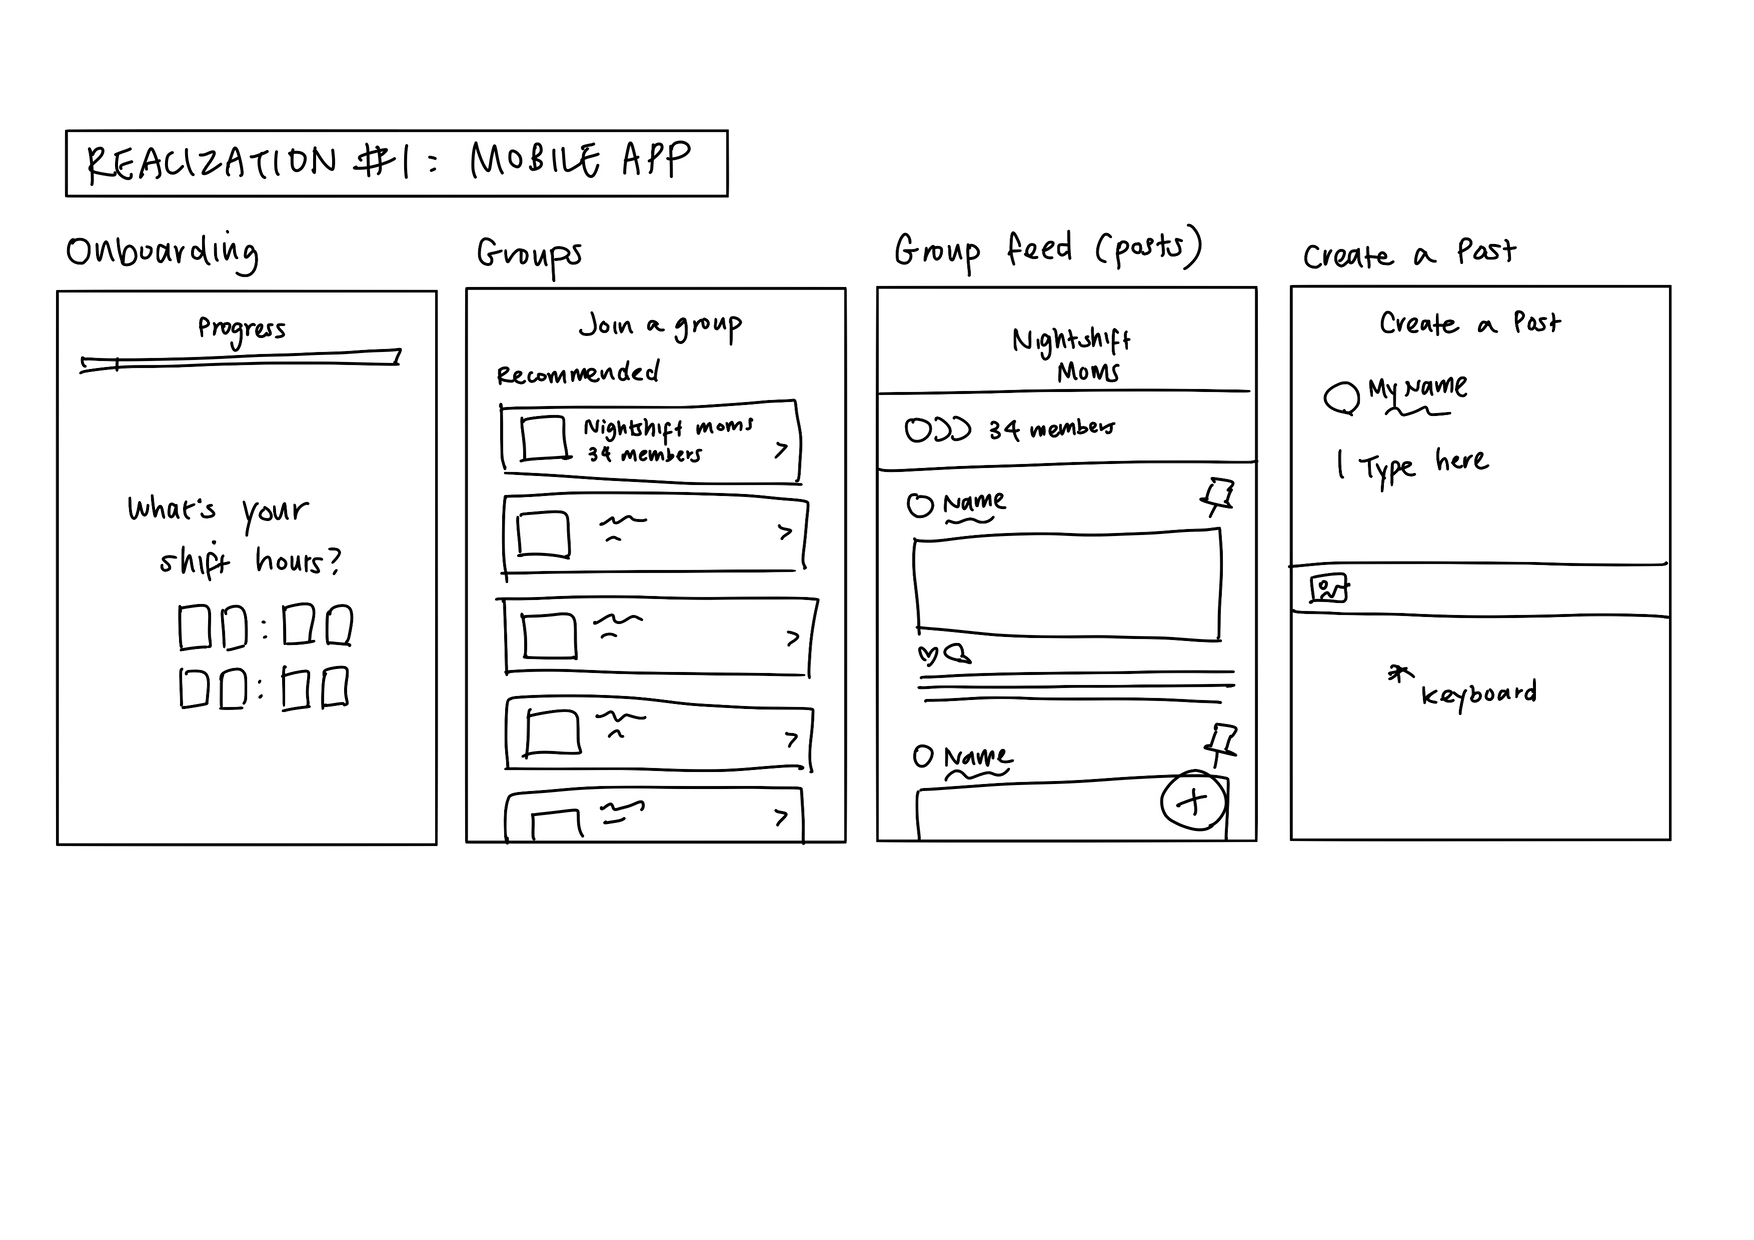 REALIZATION #1: MOBILE APP
Onboarding
Progress
What's your
shift hours?
:
:
Groups
Join a group
Recommended
Nightshift moms
34 members
>
>
>
>
>
Group feed (posts)
Nightshift
Moms
34 members
Name
Name
+
Create a Post
Create a Post
My Name
| Type here
* keyboard